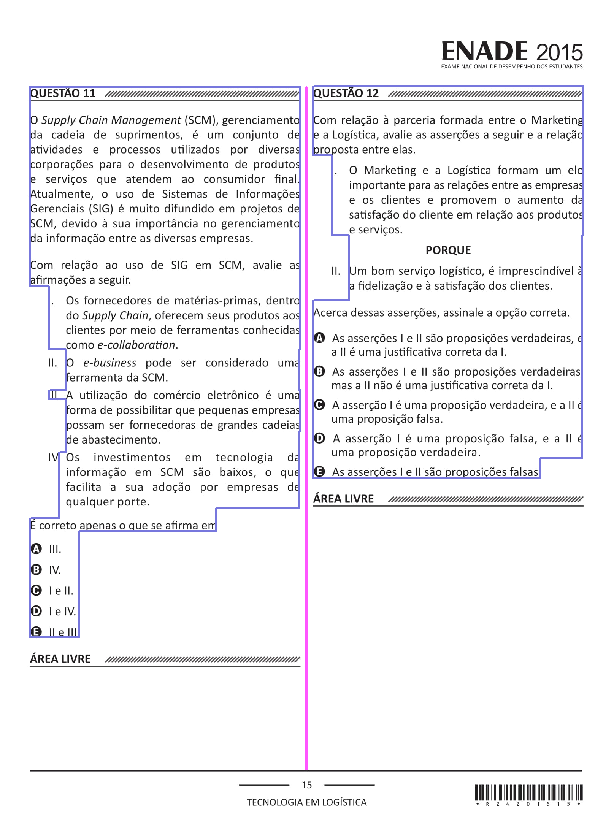 ENADE 2015
EXAME NACIONAL DE DESEMPENHO DOS ESTUDANTES
QUESTÃO 11
O Supply Chain Management (SCM), gerenciamento
da cadeia de suprimentos, é um conjunto de
atividades e processos utilizados por diversas
corporações para o desenvolvimento de produtos
e serviços que atendem ao consumidor final.
Atualmente, o uso de Sistemas de Informações
Gerenciais (SIG) é muito difundido em projetos de
SCM, devido à sua importância no gerenciamento
da informação entre as diversas empresas.
Com relação ao uso de SIG em SCM, avalie as
afirmações a seguir.
I. Os fornecedores de matérias-primas, dentro
do Supply Chain, oferecem seus produtos aos
clientes por meio de ferramentas conhecidas
como e-collaboration.
II. O e-business pode ser considerado uma
ferramenta da SCM.
III. A utilização do comércio eletrônico é uma
forma de possibilitar que pequenas empresas
possam ser fornecedoras de grandes cadeias
de abastecimento.
IV. Os investimentos em tecnologia da
informação em SCM são baixos, o que
facilita a sua adoção por empresas de
qualquer porte.
É correto apenas o que se afirma em
A III.
B IV.
C I e II.
D I e IV.
E II e III.
ÁREA LIVRE
QUESTÃO 12
Com relação à parceria formada entre o Marketing
e a Logística, avalie as asserções a seguir e a relação
proposta entre elas.
I. O Marketing e a Logística formam um elo
importante para as relações entre as empresas
e os clientes e promovem o aumento da
satisfação do cliente em relação aos produtos
e serviços.
PORQUE
II. Um bom serviço logístico, é imprescindível à
a fidelização e à satisfação dos clientes.
Acerca dessas asserções, assinale a opção correta.
A As asserções I e II são proposições verdadeiras, e
a II é uma justificativa correta da I.
B As asserções I e II são proposições verdadeiras,
mas a II não é uma justificativa correta da I.
C A asserção I é uma proposição verdadeira, e a II é
uma proposição falsa.
D A asserção I é uma proposição falsa, e a II é
uma proposição verdadeira.
E As asserções I e II são proposições falsas.
ÁREA LIVRE
15
TECNOLOGIA EM LOGÍSTICA